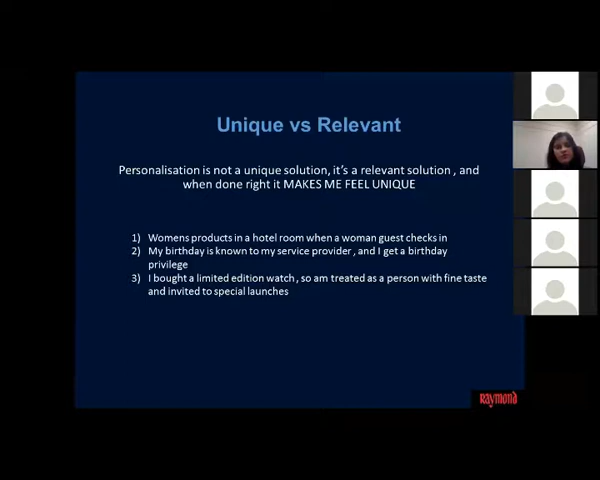 Unique vs Relevant
Personalisation is not a unique solution, it's a relevant solution , and
when done right it MAKES ME FEEL UNIQUE
1) Womens products in a hotel room when a woman guest checks in
2) My birthday is known to my service provider , and I get a birthday
privilege
3) I bought a limited edition watch , so am treated as a person with fine taste
and invited to special launches
Raymond